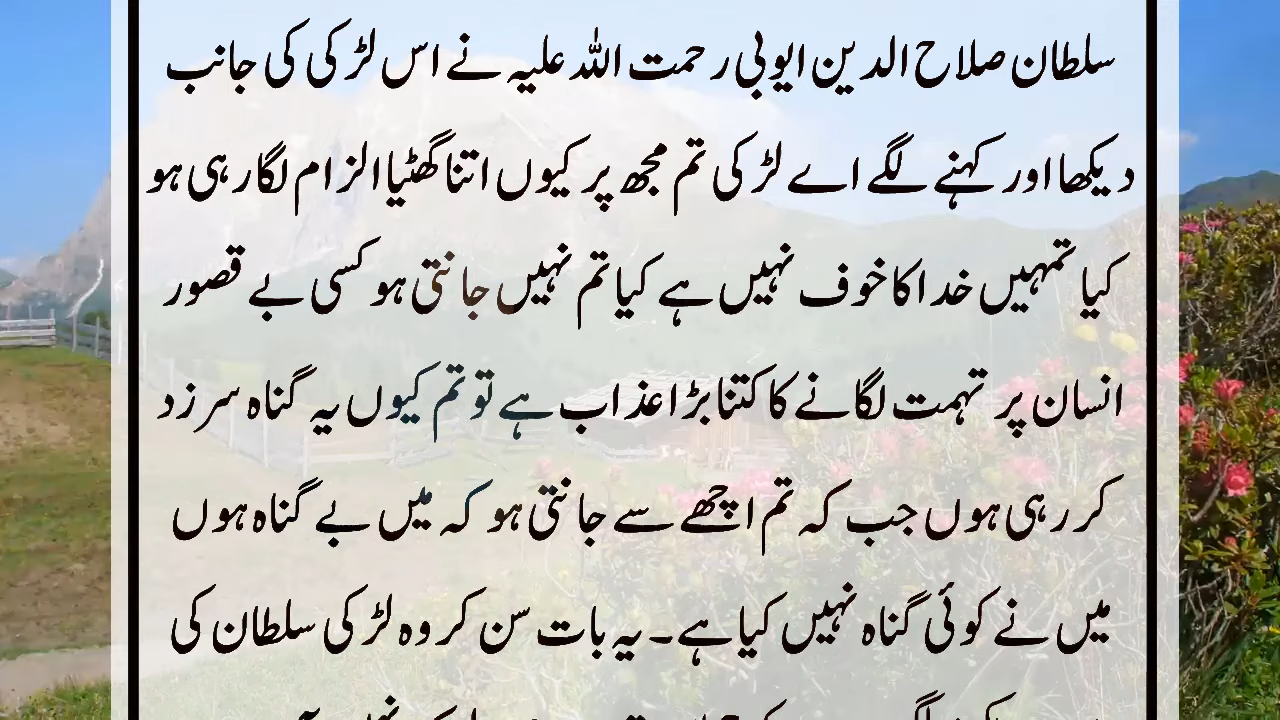 سلطان صلاح الدین ایوبی رحمت اللہ علیہ نے اس لڑکی کی جانب
دیکھا اور کہنے لگے اے لڑکی تم مجھ پر کیوں اتنا گھٹیا الزام لگا رہی ہو
کیا تمہیں خدا کا خوف نہیں ہے کیا تم نہیں جانتی ہو کسی بے قصور
انسان پر تہمت لگانے کا کتنا بڑا عذاب ہے تو تم کیوں یہ گناہ سرزد
کر رہی ہوں جب کہ تم اچھے سے جانتی ہو کہ میں بے گناہ ہوں
میں نے کوئی گناہ نہیں کیا ہے۔ یہ بات سن کر وہ لڑکی سلطان کی